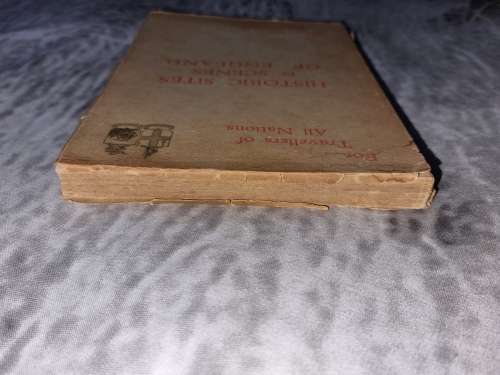 For
Travellers of
All Nations
HISTORIC SITES
& SCENES
OF ENGLAND